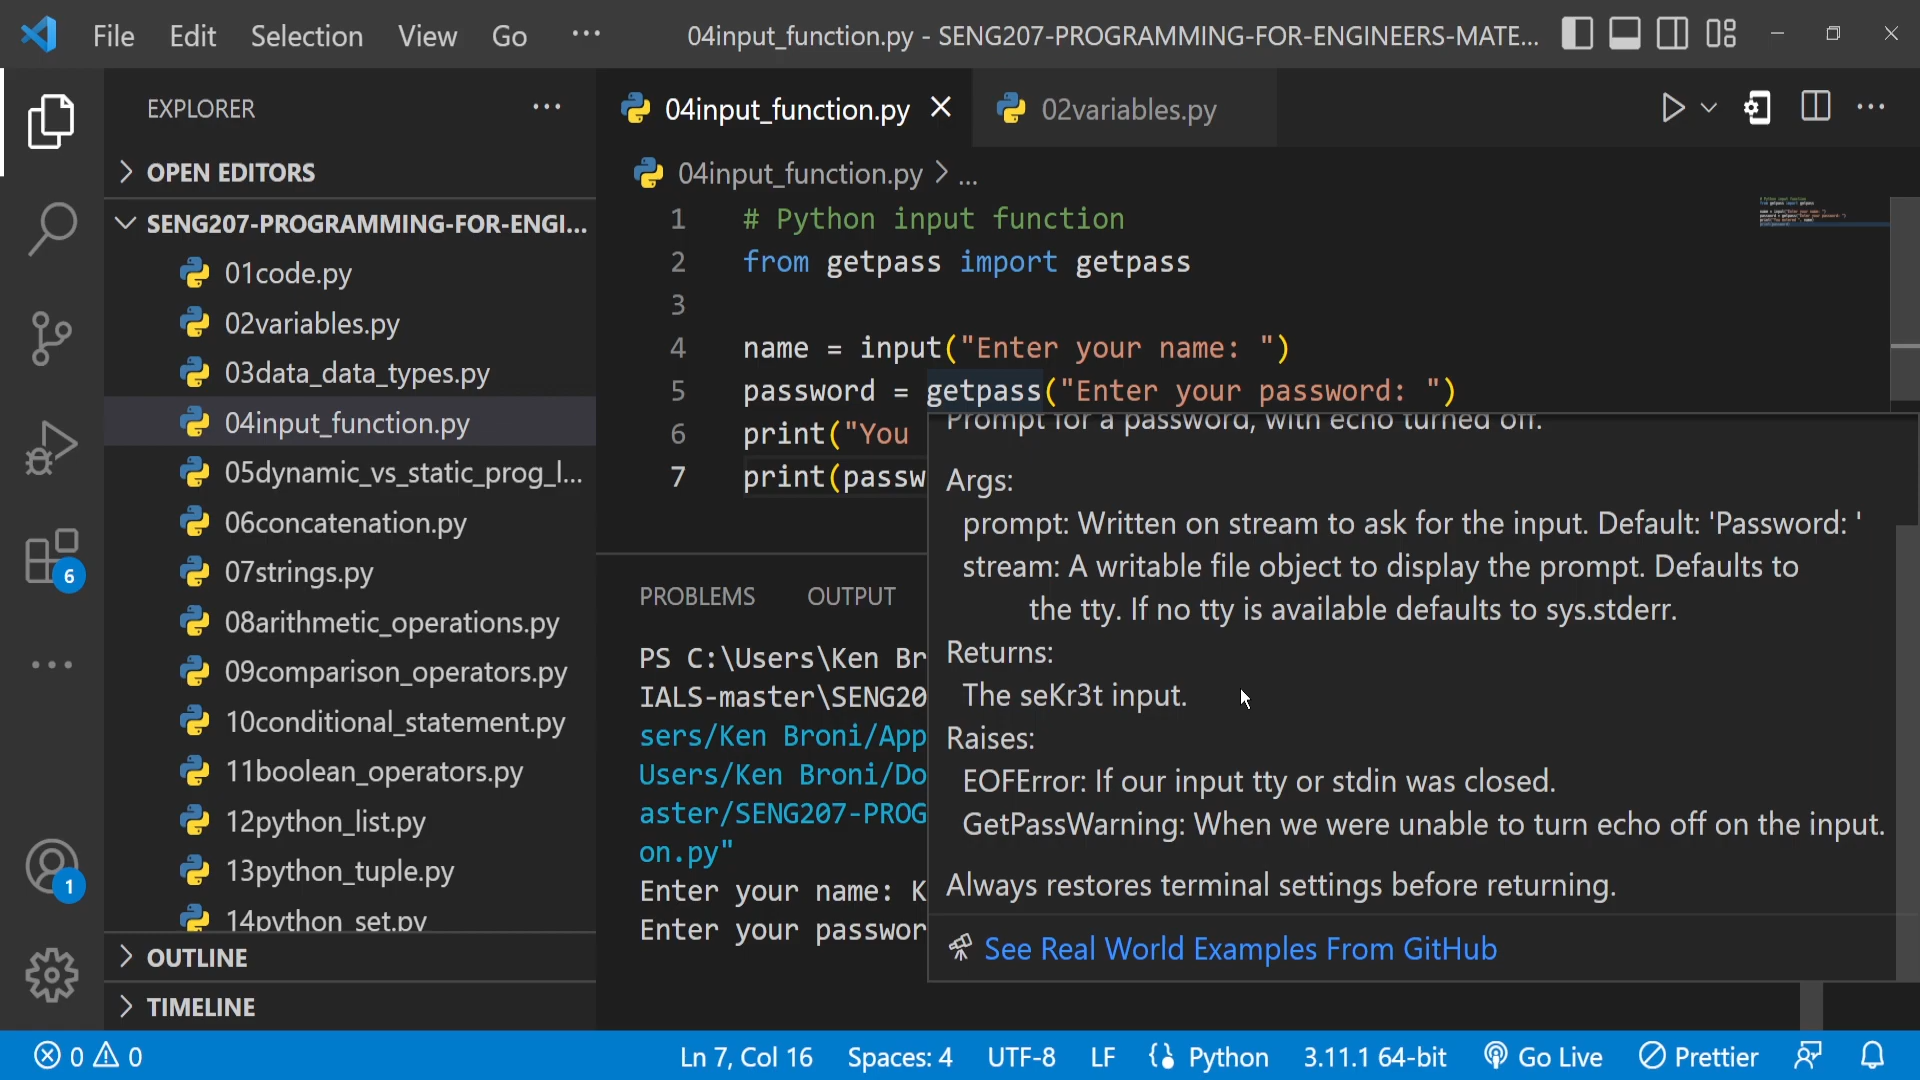 File Edit Selection View Go ··· 04input_function.py - SENG207-PROGRAMMING-FOR-ENGINEERS-MATE...
EXPLORER ···
OPEN EDITORS
SENG207-PROGRAMMING-FOR-ENGI...
01code.py
02variables.py
03data_data_types.py
04input_function.py
05dynamic_vs_static_prog_l...
06concatenation.py
07strings.py
08arithmetic_operations.py
09comparison_operators.py
10conditional_statement.py
11boolean_operators.py
12python_list.py
13python_tuple.py
14python_set.py
OUTLINE
TIMELINE
6
1
04input_function.py 02variables.py
04input_function.py > ...
1 # Python input function
2 from getpass import getpass
3
4 name = input("Enter your name: ")
5 password = getpass("Enter your password: ")
6 print("You
7 print(passw
Prompt for a password, with echo turned off.
Args:
prompt: Written on stream to ask for the input. Default: 'Password: '
stream: A writable file object to display the prompt. Defaults to
the tty. If no tty is available defaults to sys.stderr.
Returns:
The seKr3t input.
Raises:
EOFError: If our input tty or stdin was closed.
GetPassWarning: When we were unable to turn echo off on the input.
Always restores terminal settings before returning.
See Real World Examples From GitHub
PROBLEMS OUTPUT
PS C:\Users\Ken Br
IALS-master\SENG20
sers/Ken Broni/App
Users/Ken Broni/Do
aster/SENG207-PROG
on.py"
Enter your name: K
Enter your passwor
0 0 Ln 7, Col 16 Spaces: 4 UTF-8 LF Python 3.11.1 64-bit Go Live Prettier